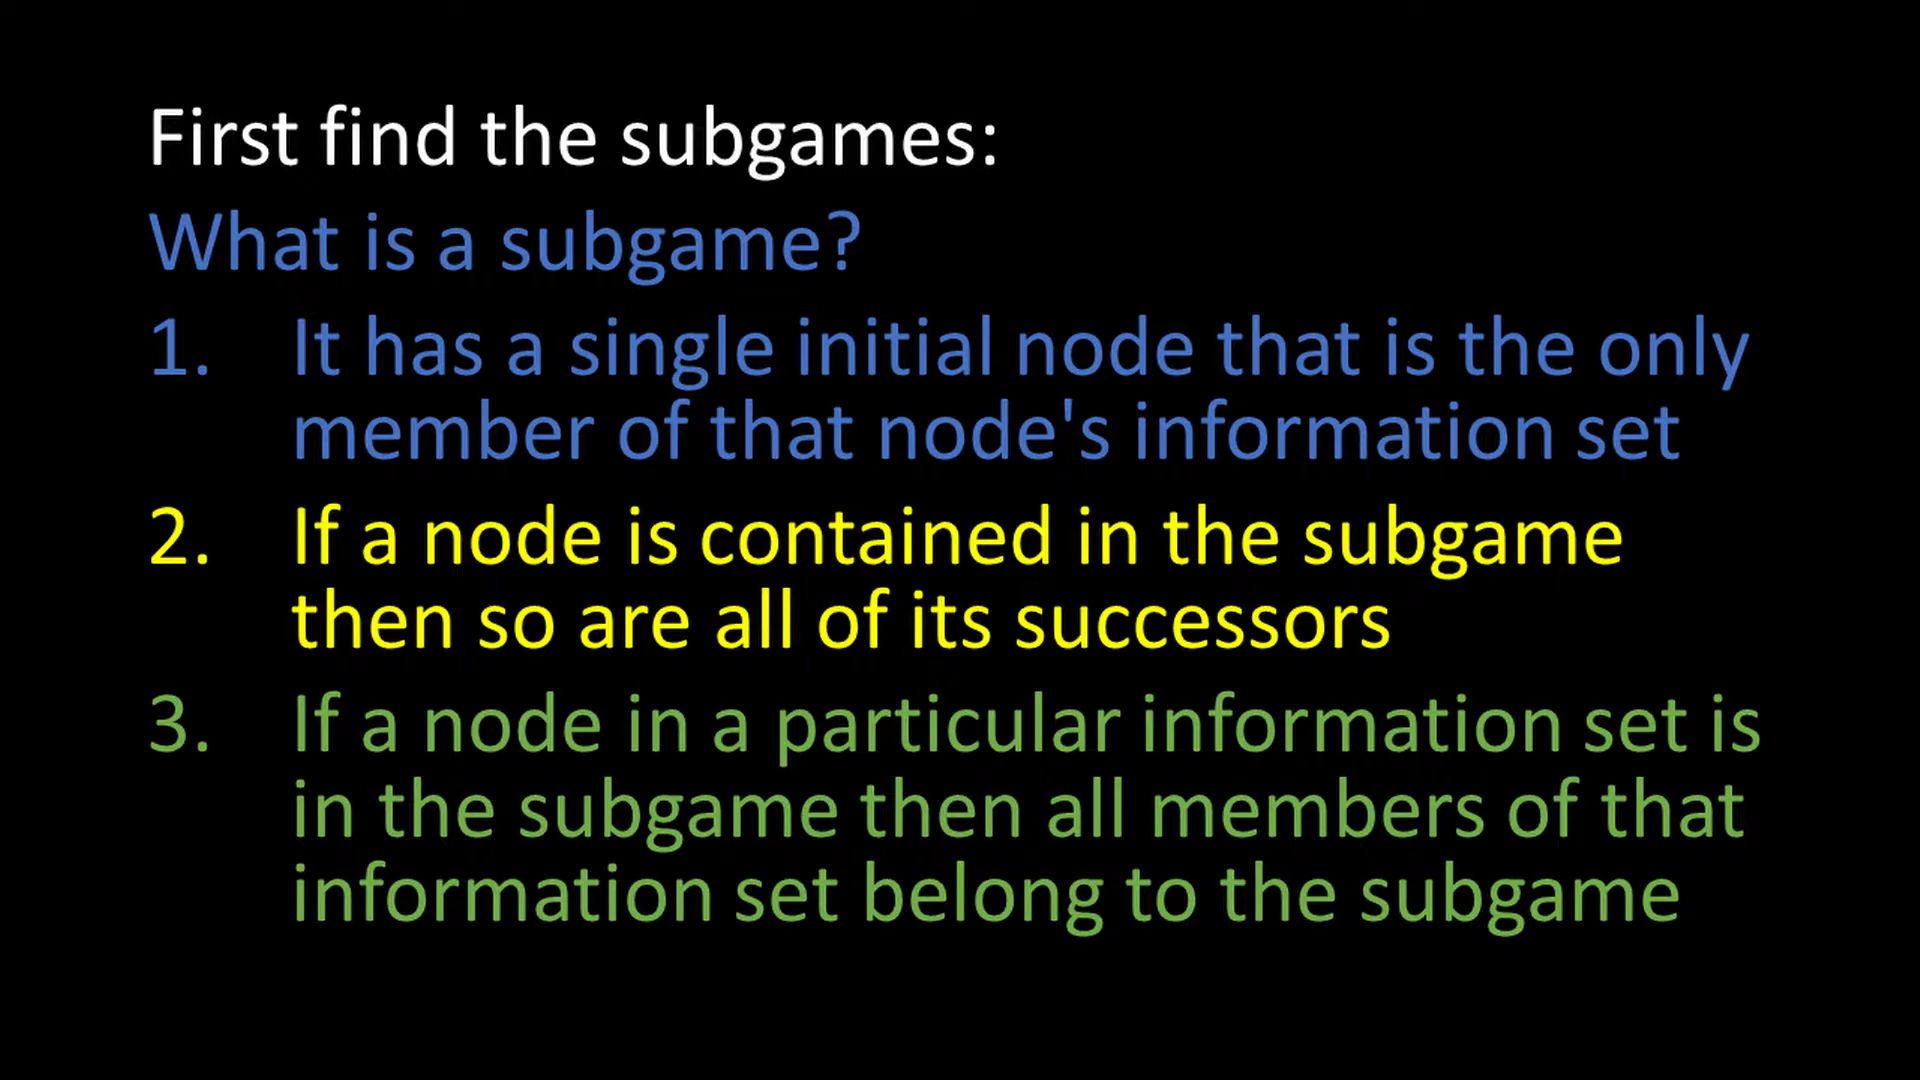 First find the subgames:
What is a subgame?
1. It has a single initial node that is the only
member of that node's information set
2. If a node is contained in the subgame
then so are all of its successors
3. If a node in a particular information set is
in the subgame then all members of that
information set belong to the subgame